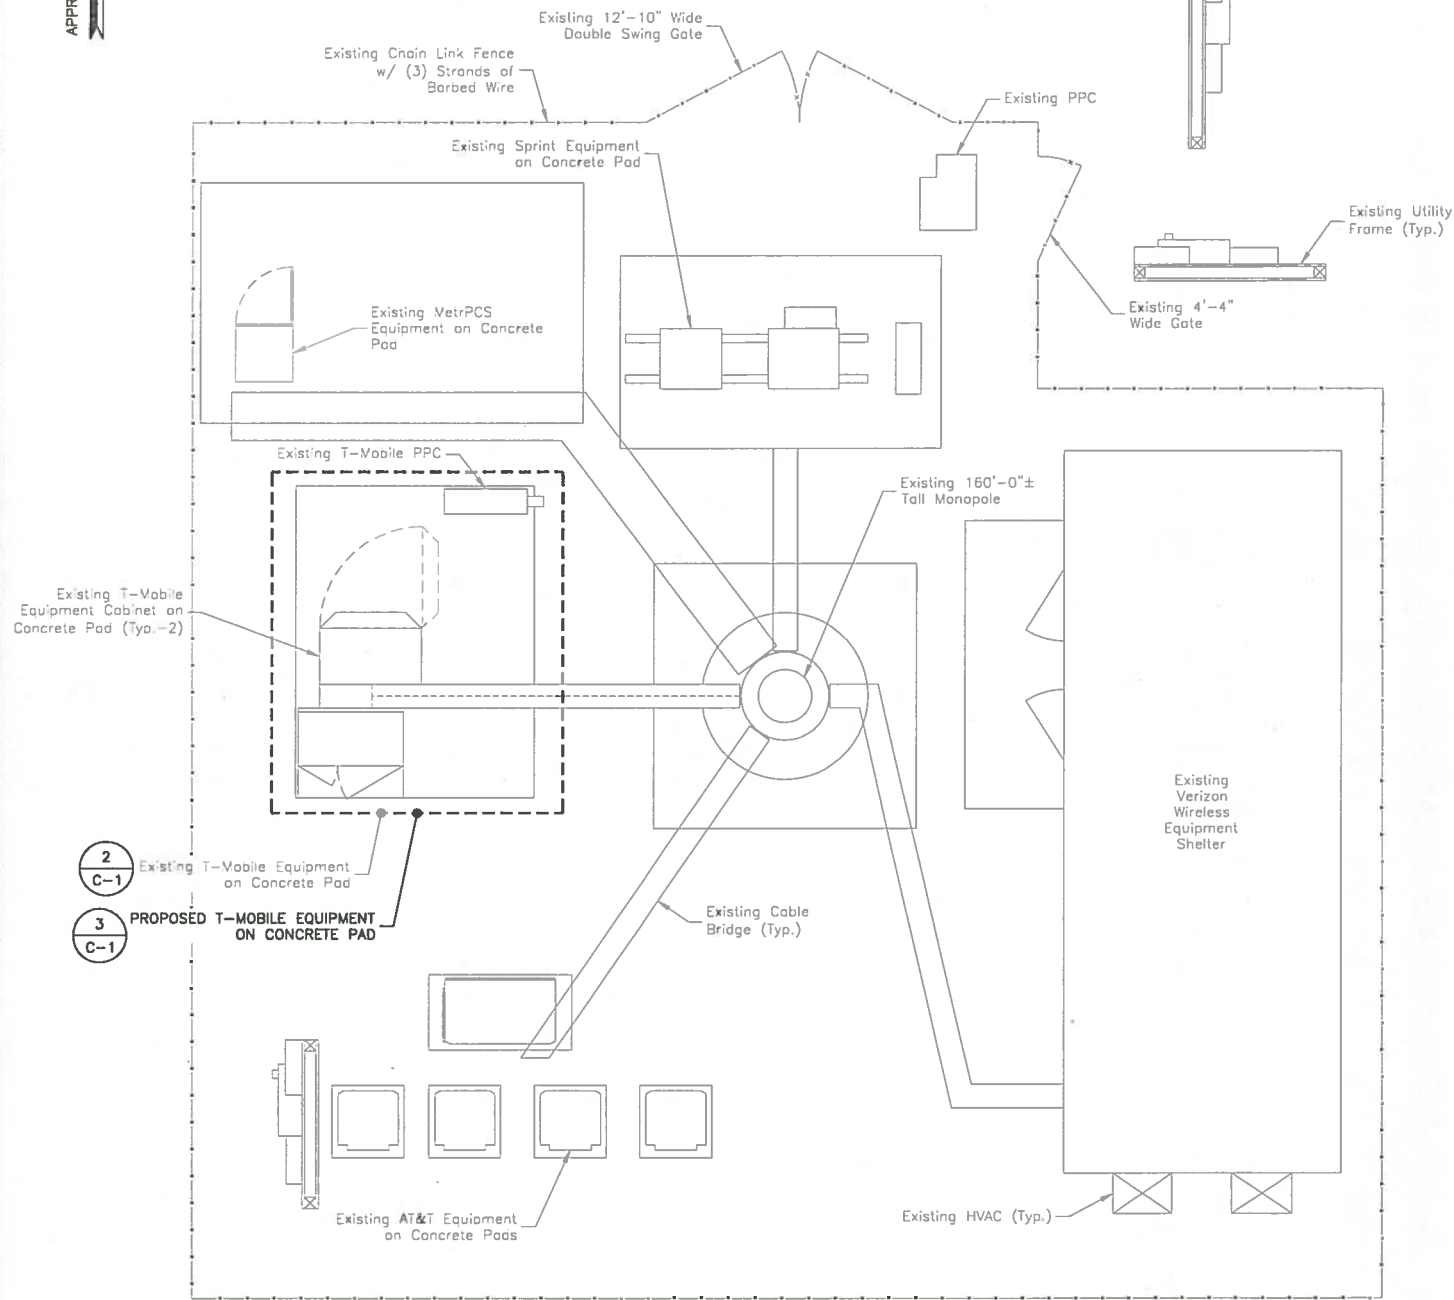 APPR
Existing 12'-10" Wide
Double Swing Gate
Existing Chain Link Fence
w/ (3) Strands of
Barbed Wire
Existing PPC
Existing Sprint Equipment
on Concrete Pad
Existing Utility
Frame (Typ.)
Existing MetrPCS
Equipment on Concrete
Pad
Existing 4'-4"
Wide Gate
Existing T-Mobile PPC
Existing 160'-0"±
Tall Monopole
Existing T-Mobile
Equipment Cabinet on
Concrete Pad (Typ.-2)
Existing
Verizon
Wireless
Equipment
Shelter
2
C-1
Existing T-Mobile Equipment
on Concrete Pad
3
C-1
PROPOSED T-MOBILE EQUIPMENT
ON CONCRETE PAD
Existing Cable
Bridge (Typ.)
Existing AT&T Equipment
on Concrete Pads
Existing HVAC (Typ.)